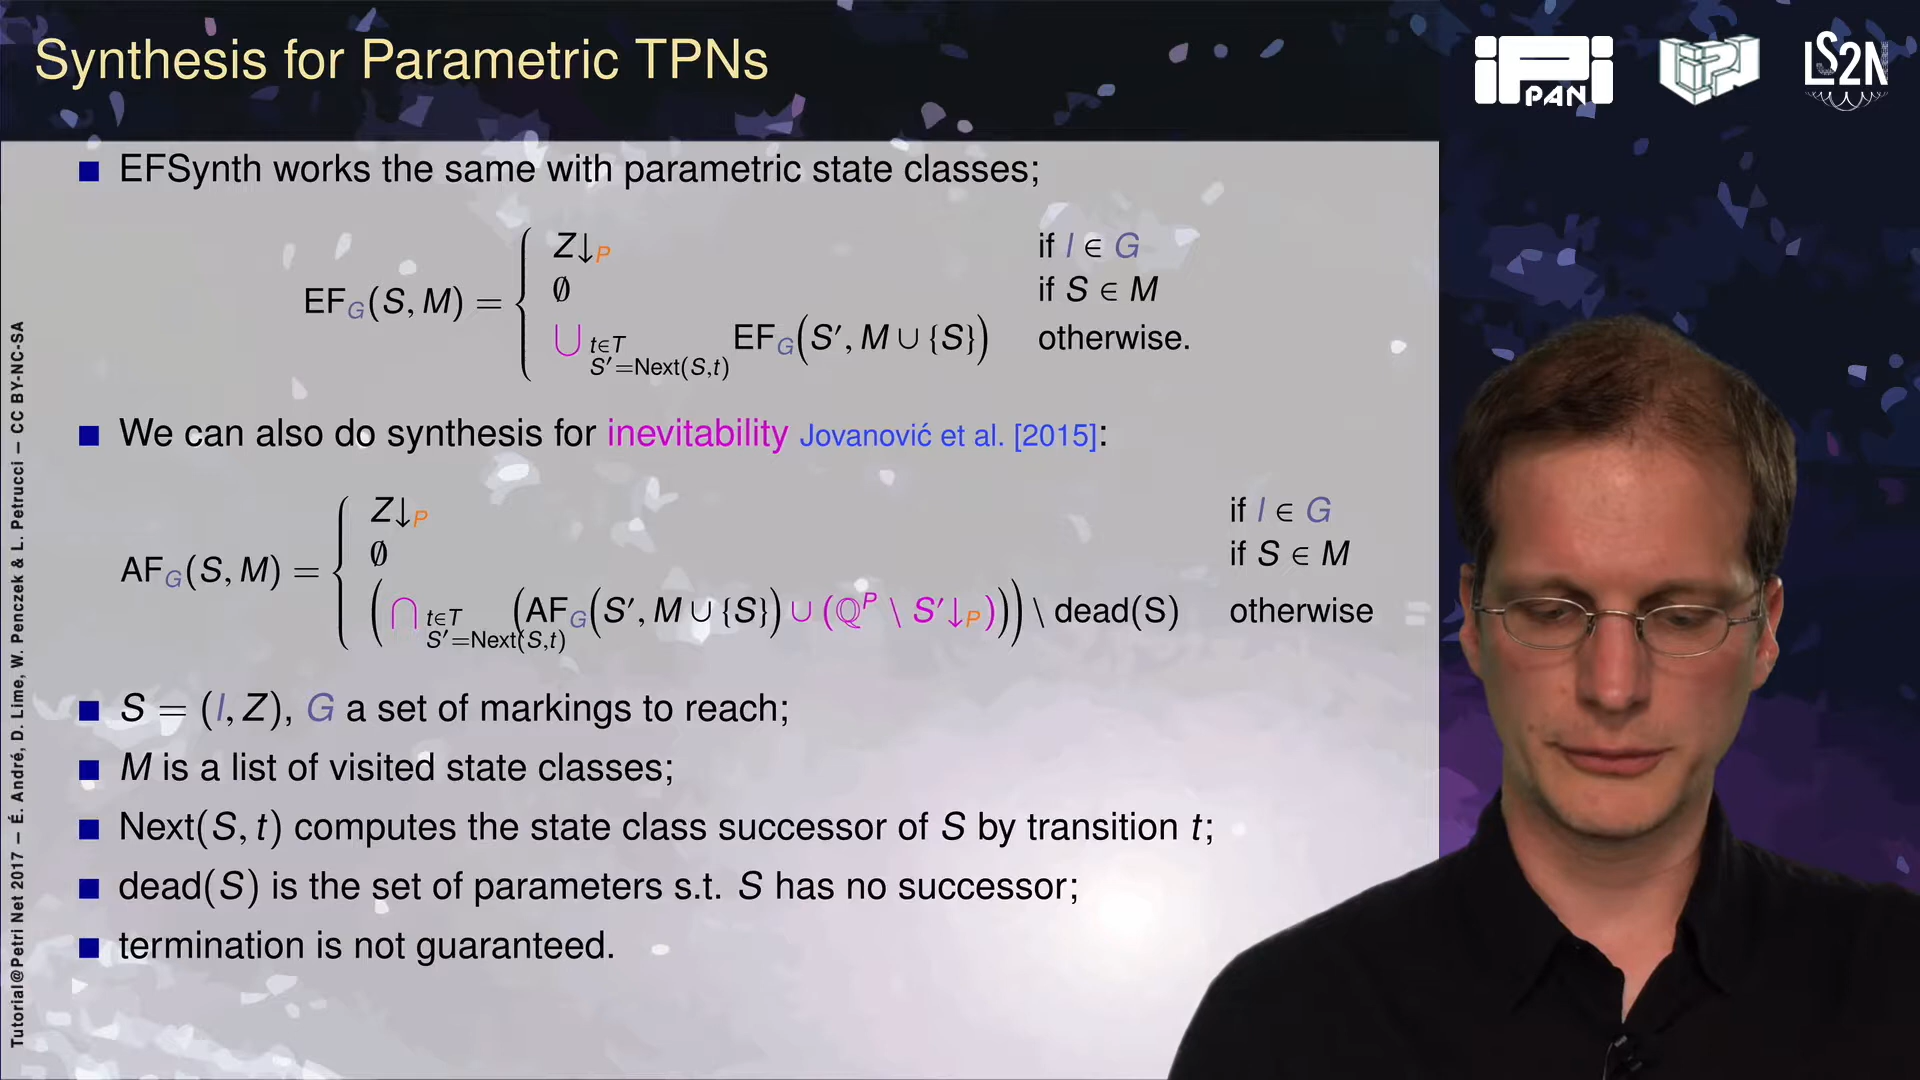 Synthesis for Parametric TPNs
PAN
LIPN
LS2N
EFSynth works the same with parametric state classes;
EF_G(S, M) = { Z↓_P if l ∈ G
∅ if S ∈ M
⋃_{t∈T, S′=Next(S,t)} EF_G(S′, M ∪ {S}) otherwise.
We can also do synthesis for inevitability Jovanović et al. [2015]:
AF_G(S, M) = { Z↓_P if l ∈ G
∅ if S ∈ M
(⋂_{t∈T, S′=Next(S,t)} (AF_G(S′, M ∪ {S}) ∪ (ℚ^P \ S′↓_P))) \ dead(S) otherwise
S = (l, Z), G a set of markings to reach;
M is a list of visited state classes;
Next(S, t) computes the state class successor of S by transition t;
dead(S) is the set of parameters s.t. S has no successor;
termination is not guaranteed.
Tutorial@Petri Net 2017 – É. André, D. Lime, W. Penczek & L. Petrucci – CC BY-NC-SA